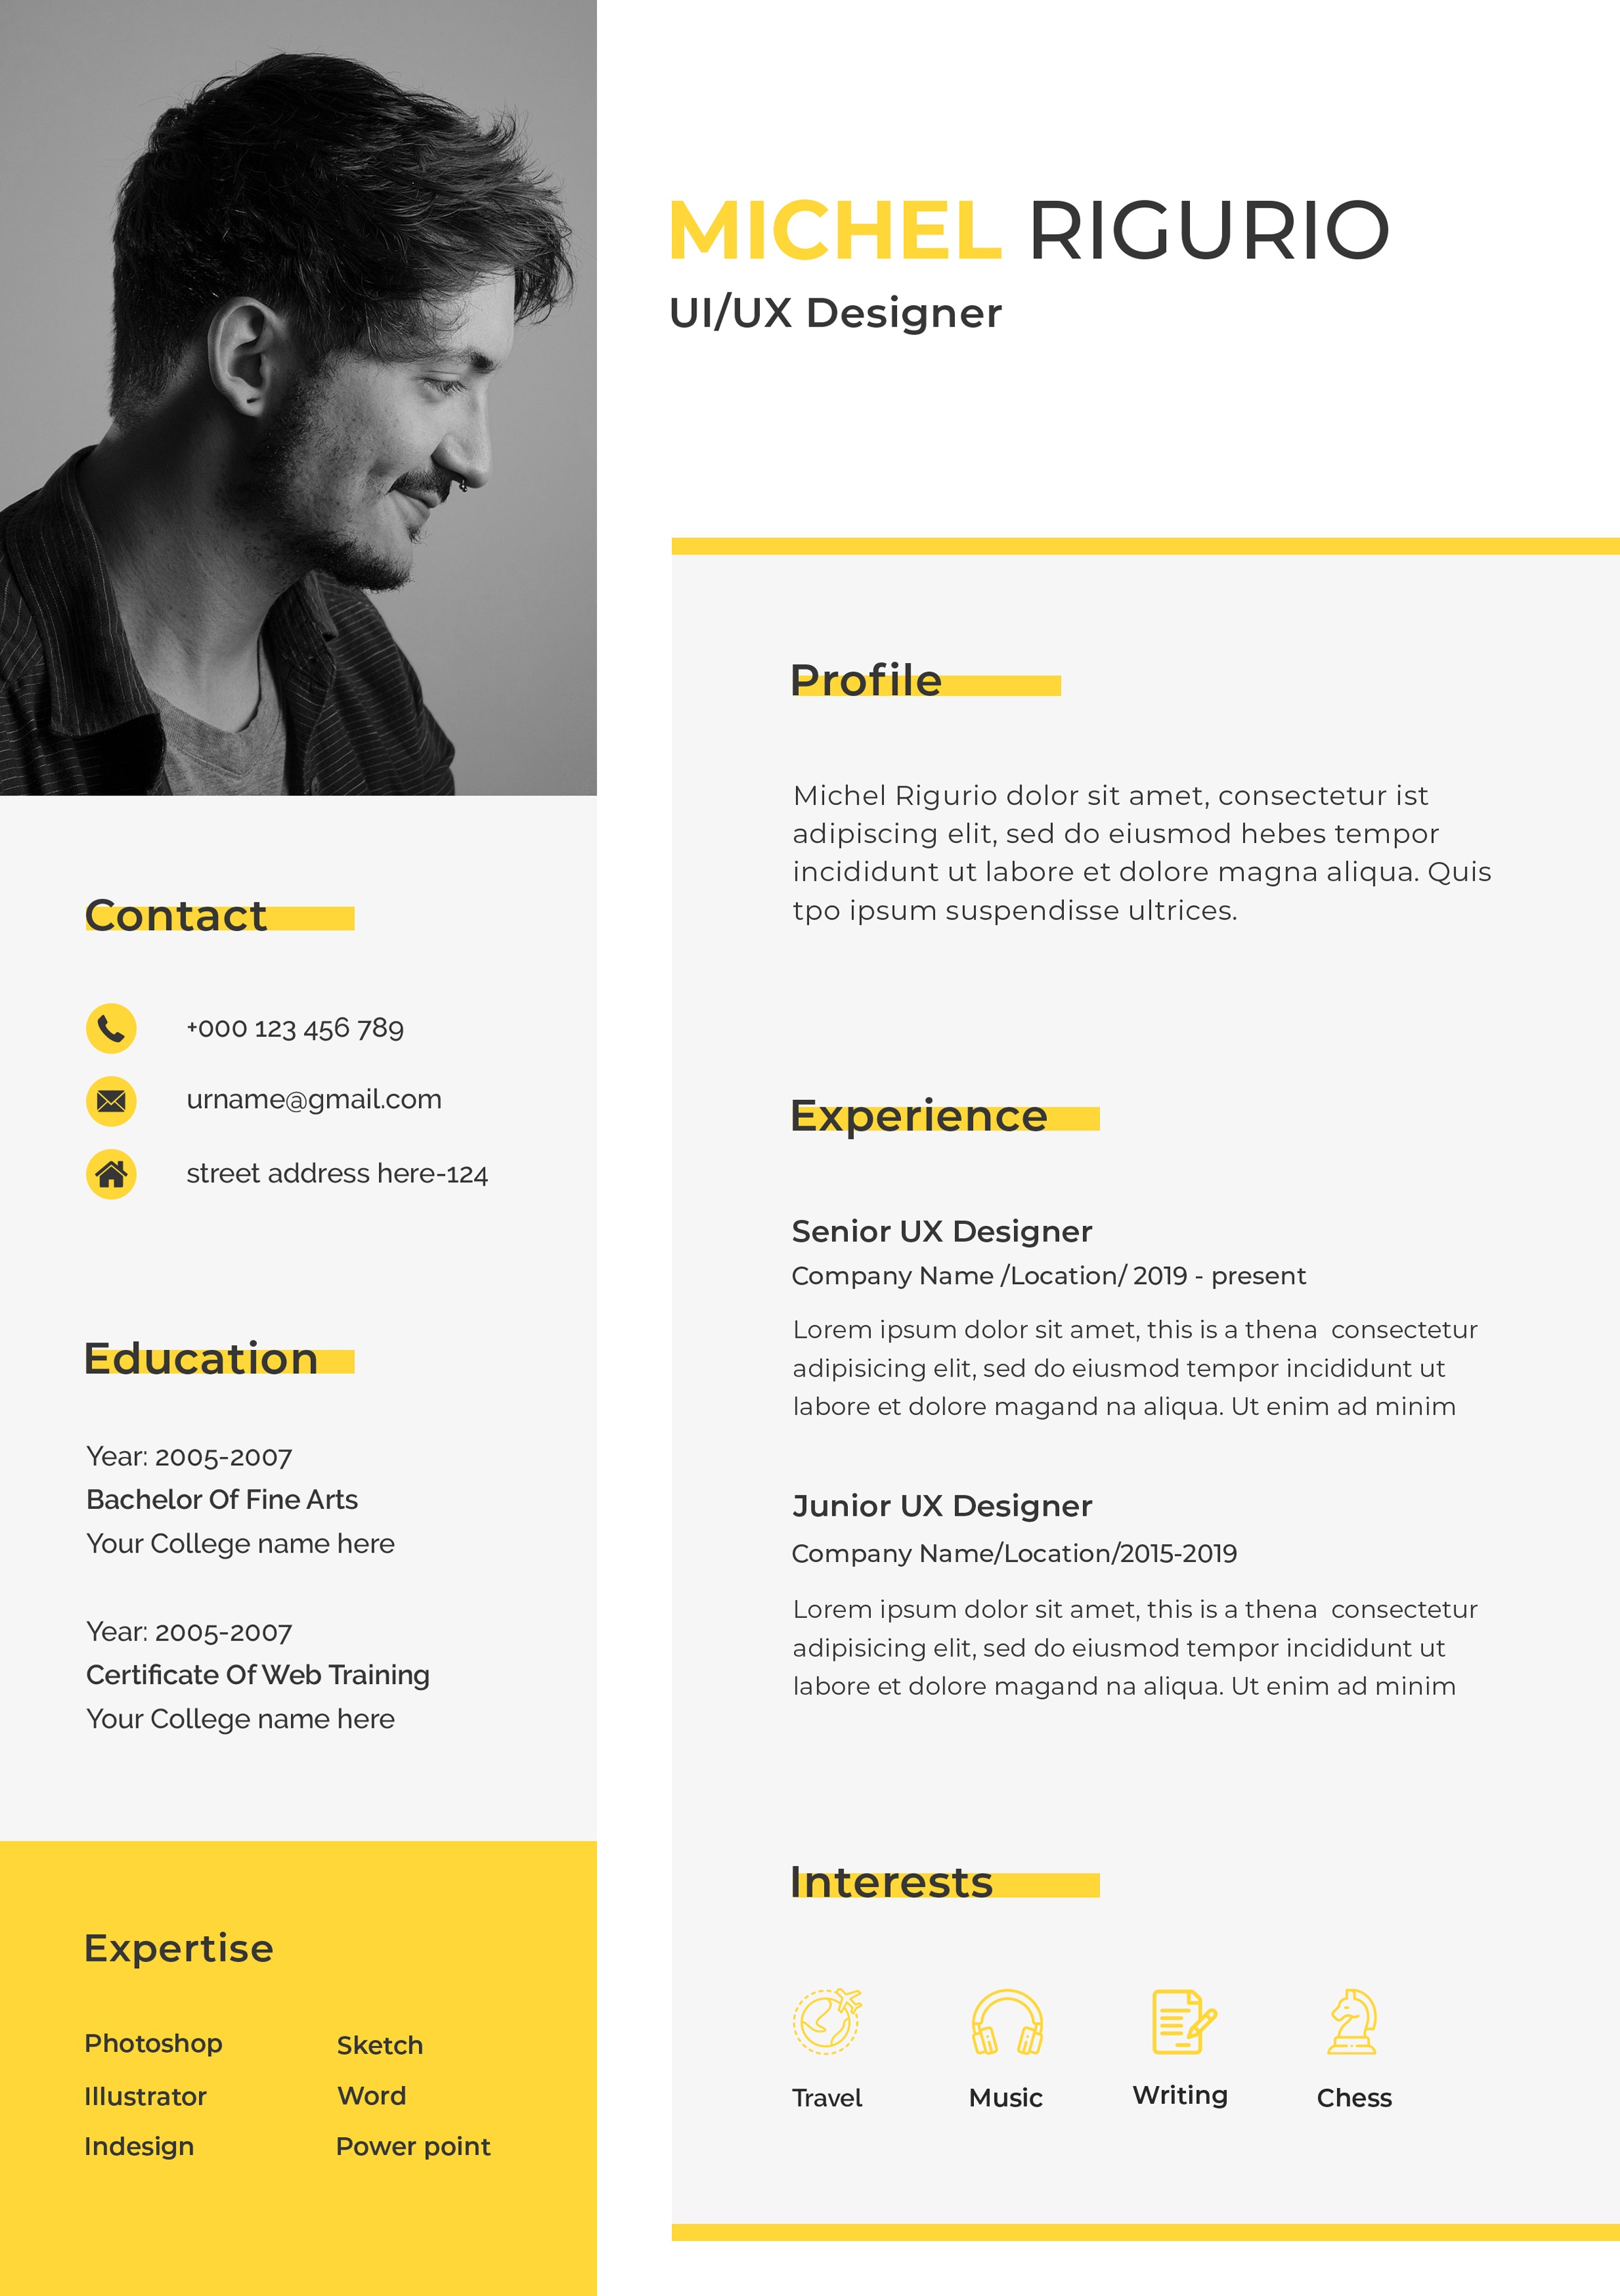 MICHEL RIGURIO
UI/UX Designer
Contact
+000 123 456 789
urname@gmail.com
street address here-124
Education
Year: 2005-2007
Bachelor Of Fine Arts
Your College name here
Year: 2005-2007
Certificate Of Web Training
Your College name here
Expertise
Photoshop
Illustrator
Indesign
Sketch
Word
Power point
Profile
Michel Rigurio dolor sit amet, consectetur ist
adipiscing elit, sed do eiusmod hebes tempor
incididunt ut labore et dolore magna aliqua. Quis
tpo ipsum suspendisse ultrices.
Experience
Senior UX Designer
Company Name /Location/ 2019 - present
Lorem ipsum dolor sit amet, this is a thena  consectetur
adipisicing elit, sed do eiusmod tempor incididunt ut
labore et dolore magand na aliqua. Ut enim ad minim
Junior UX Designer
Company Name/Location/2015-2019
Lorem ipsum dolor sit amet, this is a thena  consectetur
adipisicing elit, sed do eiusmod tempor incididunt ut
labore et dolore magand na aliqua. Ut enim ad minim
Interests
Travel
Music
Writing
Chess